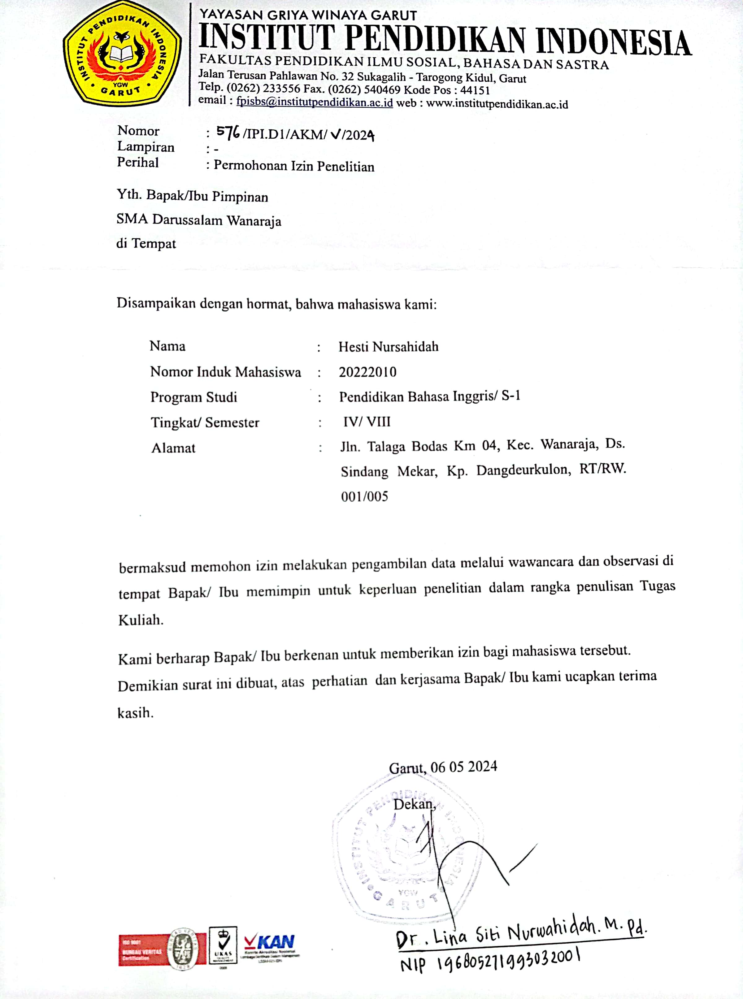 INSTITUT PENDIDIKAN INDONESIA
YGW
GARUT
YAYASAN GRIYA WINAYA GARUT
INSTITUT PENDIDIKAN INDONESIA
FAKULTAS PENDIDIKAN ILMU SOSIAL, BAHASA DAN SASTRA
Jalan Terusan Pahlawan No. 32 Sukagalih - Tarogong Kidul, Garut
Telp. (0262) 233556 Fax. (0262) 540469 Kode Pos : 44151
email : fpisbs@institutpendidikan.ac.id web : www.institutpendidikan.ac.id
Nomor : 576/IPI.D1/AKM/V/2024
Lampiran : -
Perihal : Permohonan Izin Penelitian
Yth. Bapak/Ibu Pimpinan
SMA Darussalam Wanaraja
di Tempat
Disampaikan dengan hormat, bahwa mahasiswa kami:
Nama : Hesti Nursahidah
Nomor Induk Mahasiswa : 20222010
Program Studi : Pendidikan Bahasa Inggris/ S-1
Tingkat/ Semester : IV/ VIII
Alamat : Jln. Talaga Bodas Km 04, Kec. Wanaraja, Ds.
Sindang Mekar, Kp. Dangdeurkulon, RT/RW.
001/005
bermaksud memohon izin melakukan pengambilan data melalui wawancara dan observasi di
tempat Bapak/ Ibu memimpin untuk keperluan penelitian dalam rangka penulisan Tugas
Kuliah.
Kami berharap Bapak/ Ibu berkenan untuk memberikan izin bagi mahasiswa tersebut.
Demikian surat ini dibuat, atas perhatian dan kerjasama Bapak/ Ibu kami ucapkan terima
kasih.
Garut, 06 05 2024
Dekan,
INSTITUT PENDIDIKAN INDONESIA
YGW
GARUT
Dr. Lina Siti Nurwahidah. M. Pd.
NIP 196805271993032001
ISO 9001
BUREAU VERITAS
Certification
BUREAU VERITAS
1828
UKAS
QUALITY
MANAGEMENT
KAN
Komite Akreditasi Nasional